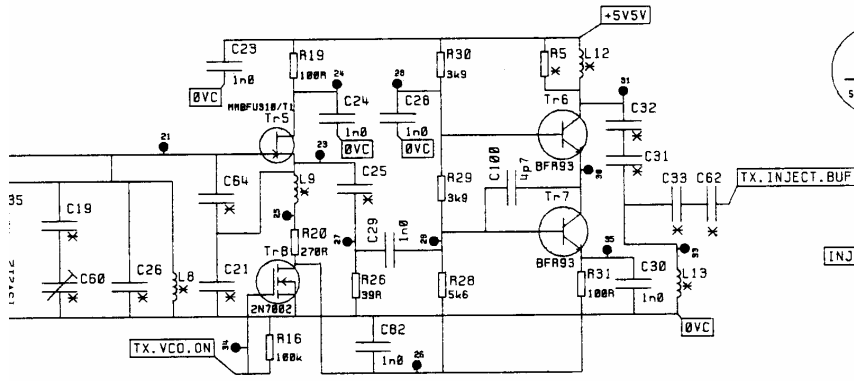 +5V5V
C23
1n0
0VC
R19
100R
24
C24
1n0
0VC
28
C28
1n0
R30
3k9
R5
L12
31
MMBFU310/T1
Tr5
Tr6
BFR93
C32
C31
21
23
C64
L9
C25
R29
3k9
C100
4p7
30
Tr7
BFR93
C33
C62
TX.INJECT.BUF
35
C19
C60
C26
L8
C21
25
R20
270R
Tr8
2N7002
27
C29
1n0
29
R26
39R
R28
5k6
35
R31
100R
C30
1n0
33
L13
0VC
INJ
TX.VCO.ON
34
R16
100k
C82
1n0
26